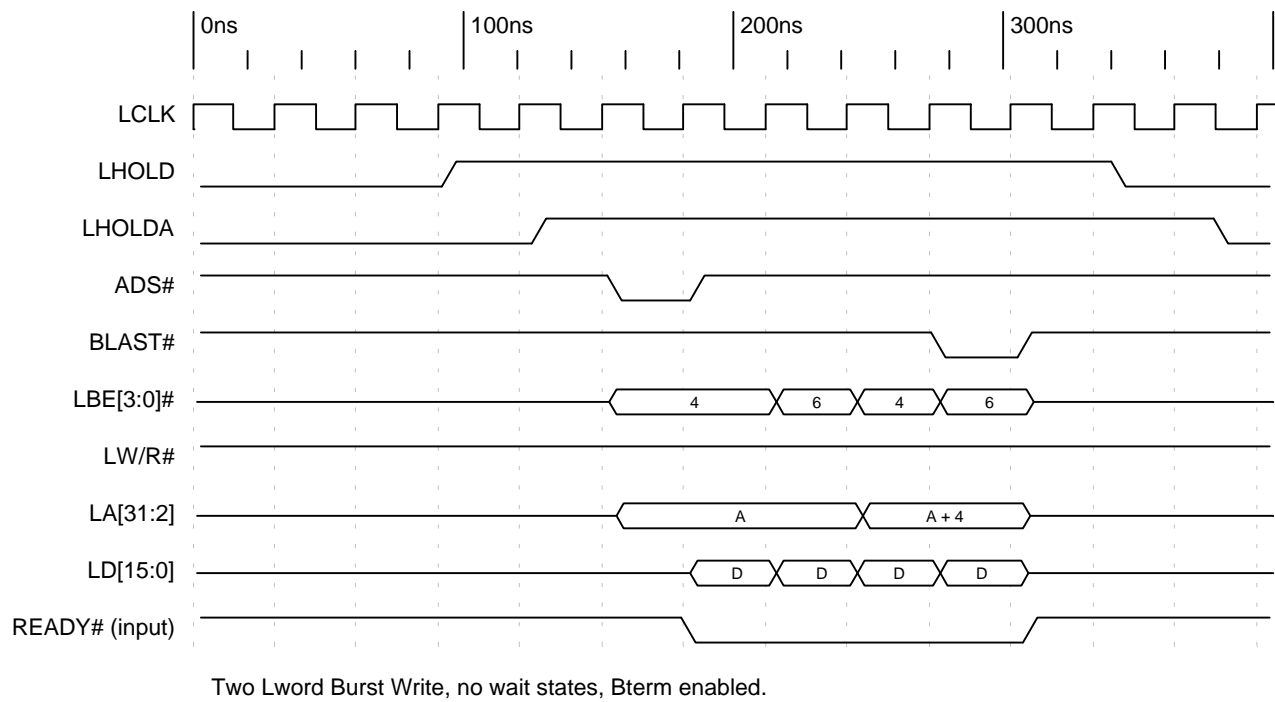 0ns 100ns 200ns 300ns
LCLK
LHOLD
LHOLDA
ADS#
BLAST#
LBE[3:0]# 4 6 4 6
LW/R#
LA[31:2] A A + 4
LD[15:0] D D D D
READY# (input)
Two Lword Burst Write, no wait states, Bterm enabled.